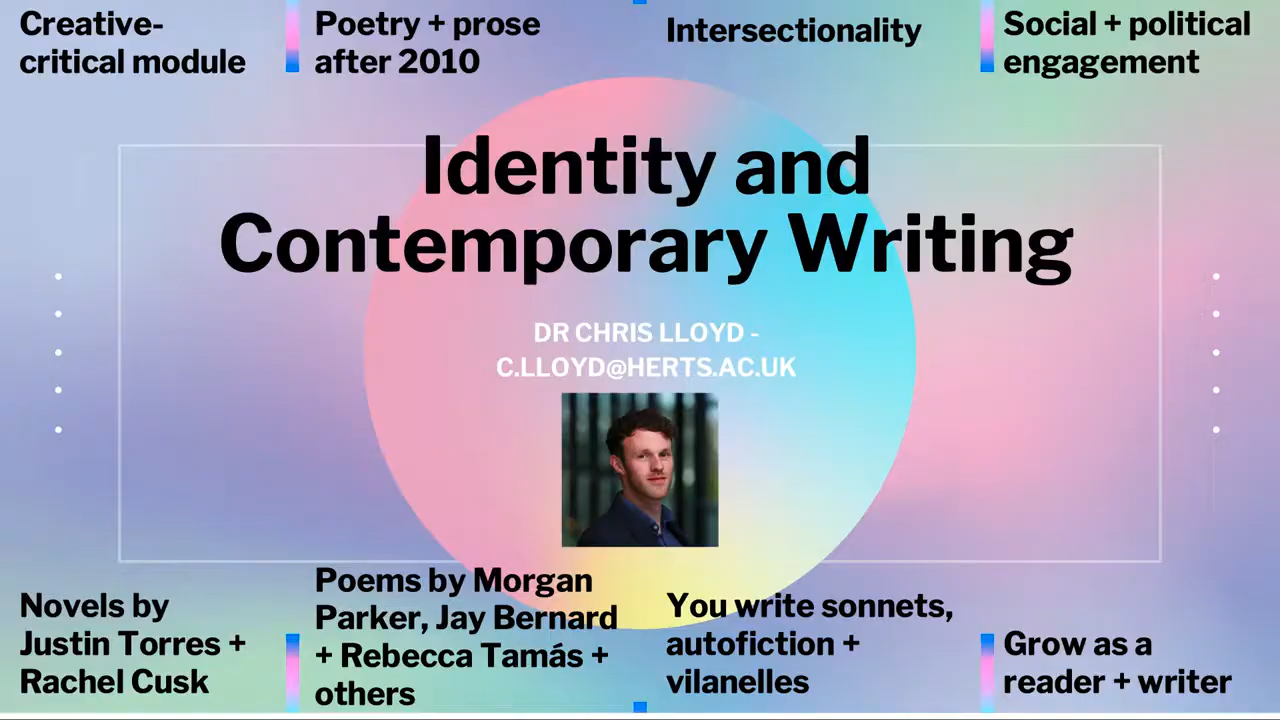 Creative-
critical module
Poetry + prose
after 2010
Intersectionality
Social + political
engagement
Identity and
Contemporary Writing
DR CHRIS LLOYD -
C.LLOYD@HERTS.AC.UK
Novels by
Justin Torres +
Rachel Cusk
Poems by Morgan
Parker, Jay Bernard
+ Rebecca Tamás +
others
You write sonnets,
autofiction +
vilanelles
Grow as a
reader + writer